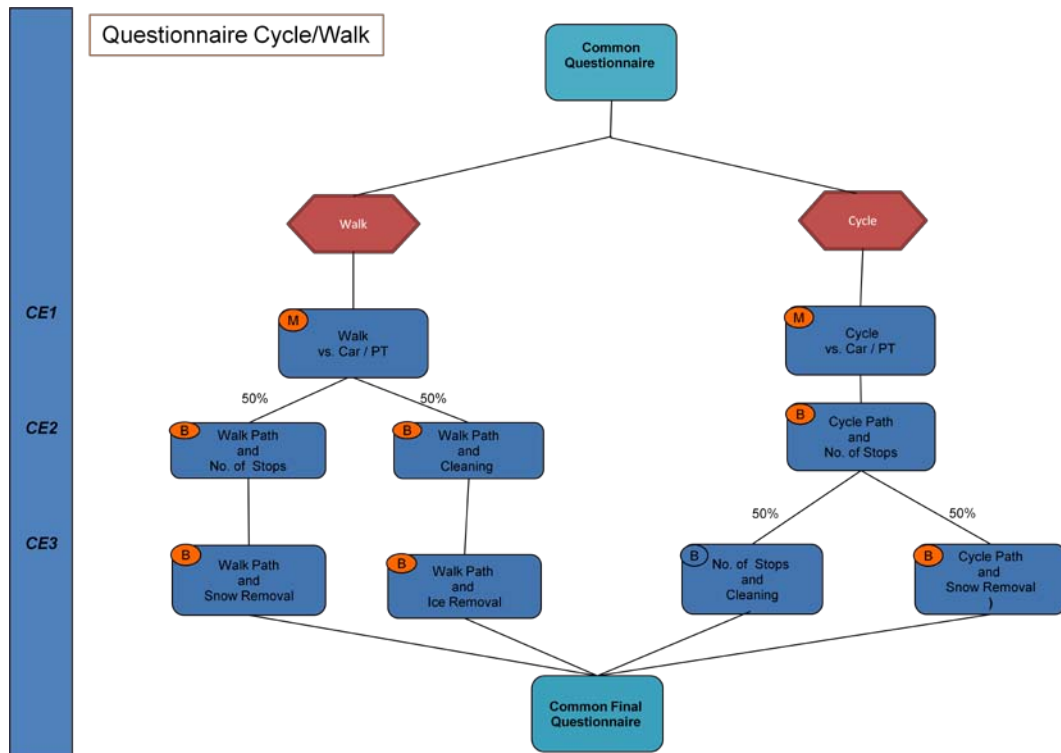 Questionnaire Cycle/Walk
Common
Questionnaire
Walk
Cycle
CE1
M
Walk
vs. Car / PT
M
Cycle
vs. Car / PT
50%
50%
CE2
B
Walk Path
and
No. of Stops
B
Walk Path
and
Cleaning
B
Cycle Path
and
No. of Stops
50%
50%
CE3
B
Walk Path
and
Snow Removal
B
Walk Path
and
Ice Removal
B
No. of Stops
and
Cleaning
B
Cycle Path
and
Snow Removal
)
Common Final
Questionnaire